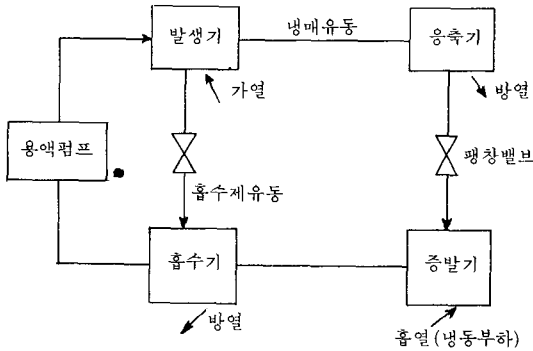 발생기
냉매유동
응축기
가열
방열
용액펌프
팽창밸브
흡수제유동
흡수기
증발기
방열
흡열(냉동부하)